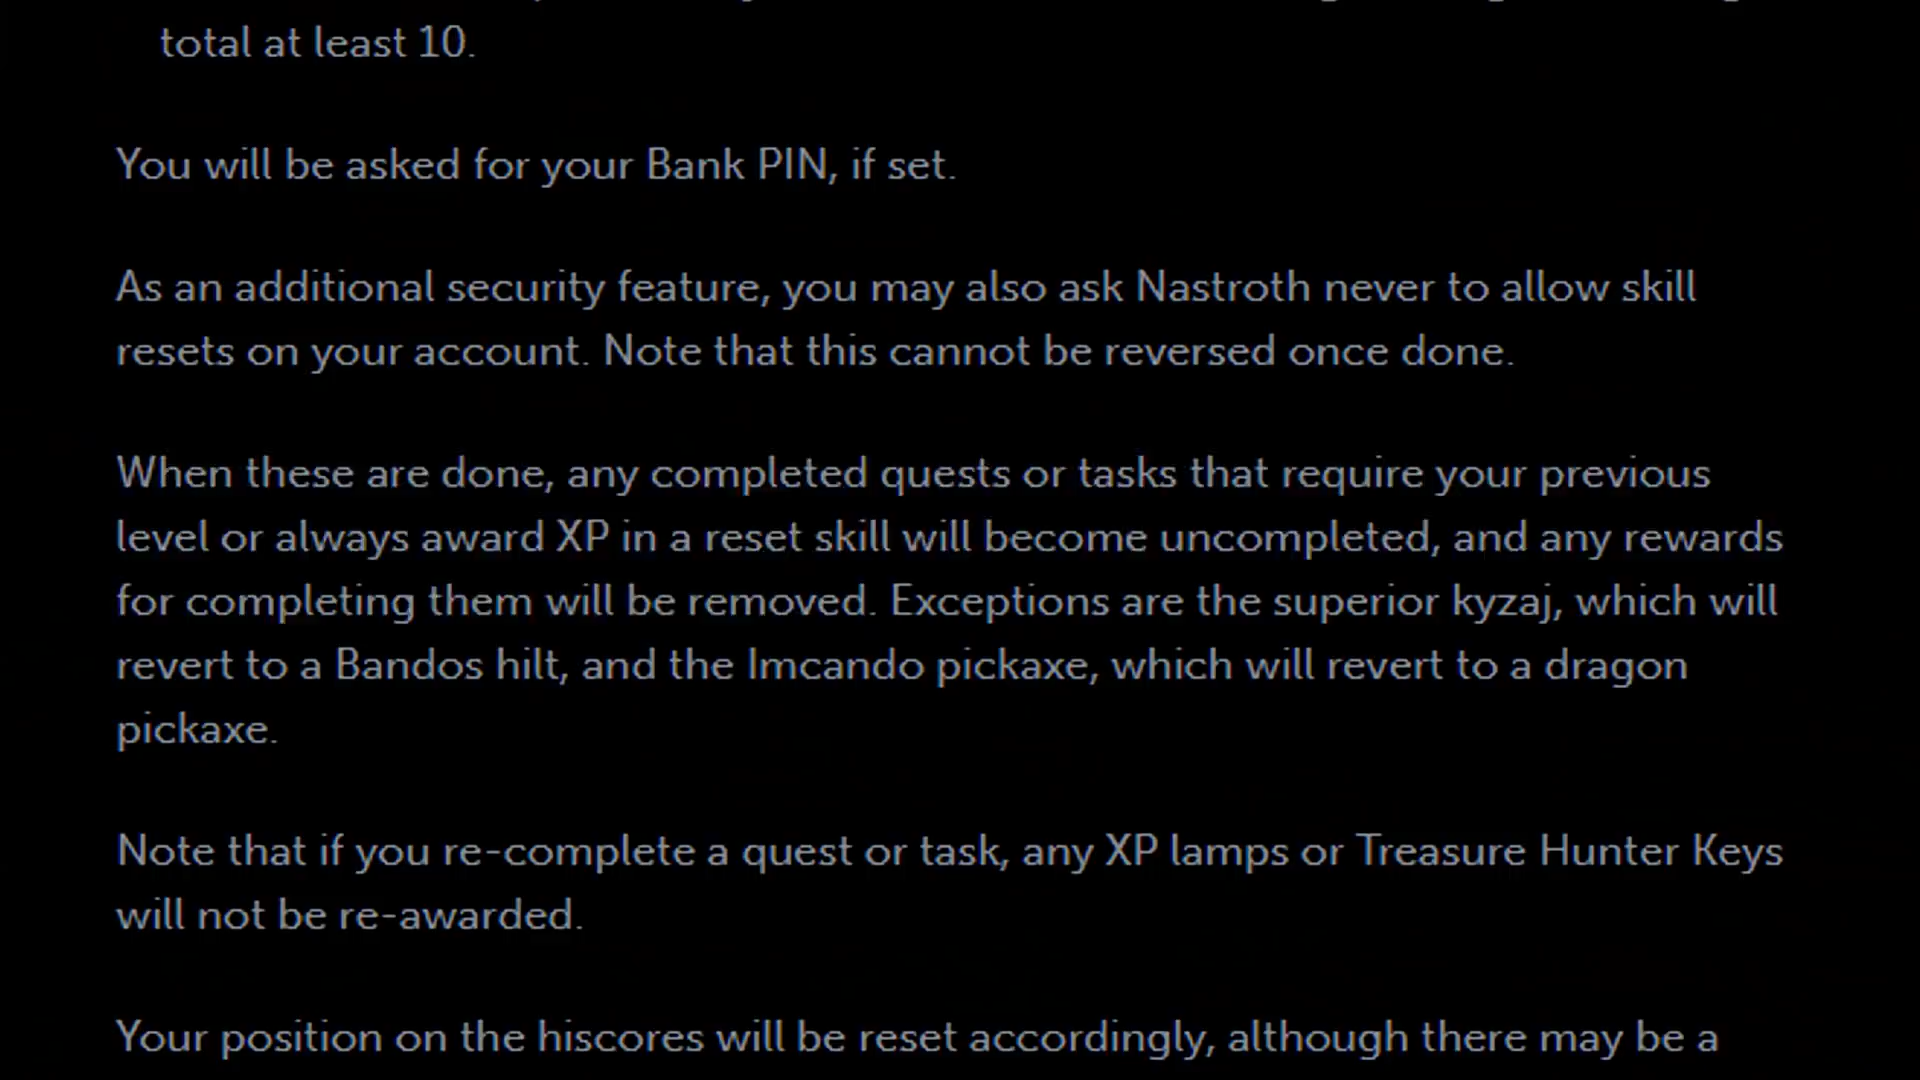 total at least 10.
You will be asked for your Bank PIN, if set.
As an additional security feature, you may also ask Nastroth never to allow skill
resets on your account. Note that this cannot be reversed once done.
When these are done, any completed quests or tasks that require your previous
level or always award XP in a reset skill will become uncompleted, and any rewards
for completing them will be removed. Exceptions are the superior kyzaj, which will
revert to a Bandos hilt, and the Imcando pickaxe, which will revert to a dragon
pickaxe.
Note that if you re-complete a quest or task, any XP lamps or Treasure Hunter Keys
will not be re-awarded.
Your position on the hiscores will be reset accordingly, although there may be a